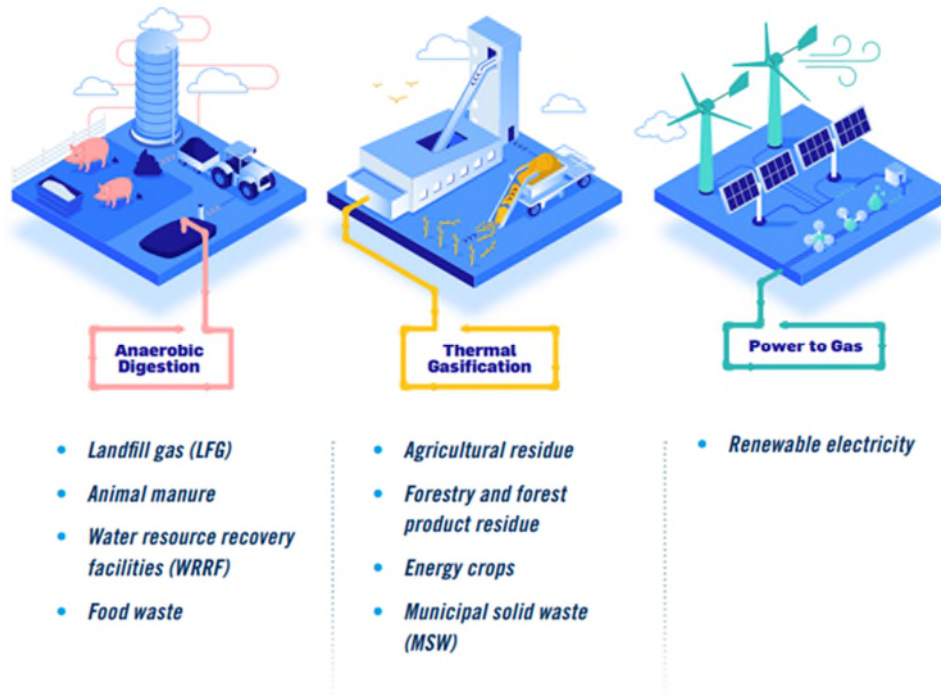 Anaerobic
Digestion
Thermal
Gasification
Power to Gas
Landfill gas (LFG)
Animal manure
Water resource recovery
facilities (WRRF)
Food waste
Agricultural residue
Forestry and forest
product residue
Energy crops
Municipal solid waste
(MSW)
Renewable electricity